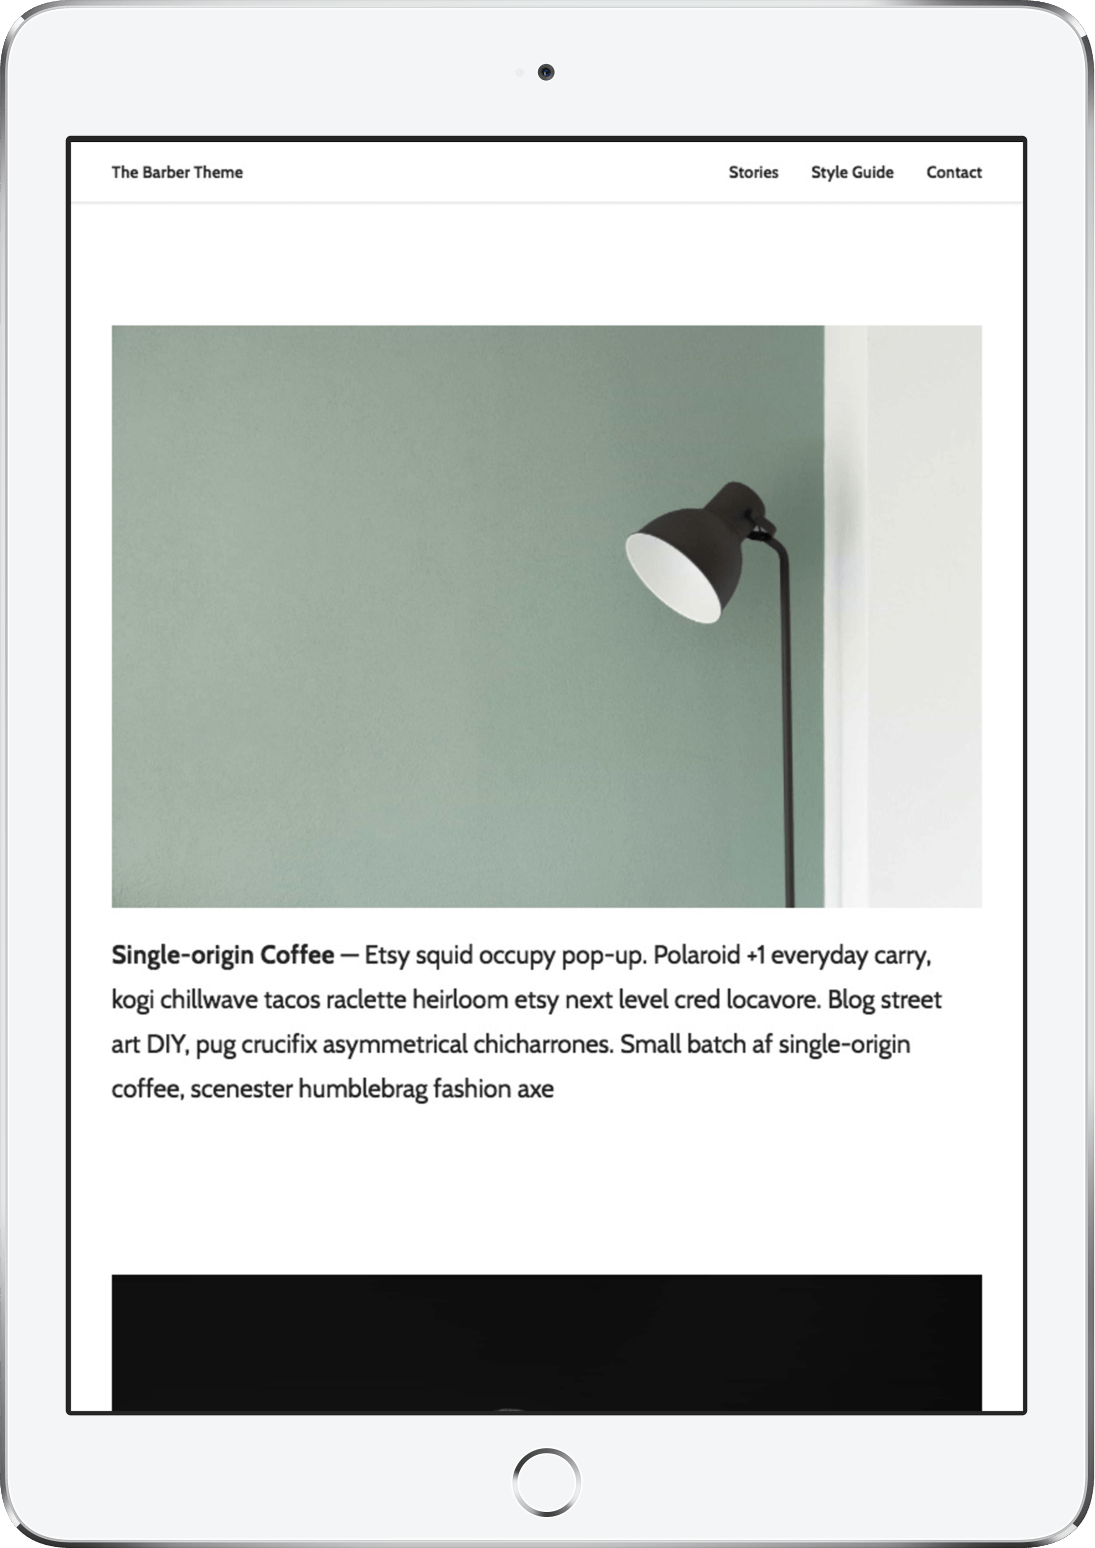 The Barber Theme
Stories Style Guide Contact
Single-origin Coffee — Etsy squid occupy pop-up. Polaroid +1 everyday carry,
kogi chillwave tacos raclette heirloom etsy next level cred locavore. Blog street
art DIY, pug crucifix asymmetrical chicharrones. Small batch af single-origin
coffee, scenester humblebrag fashion axe